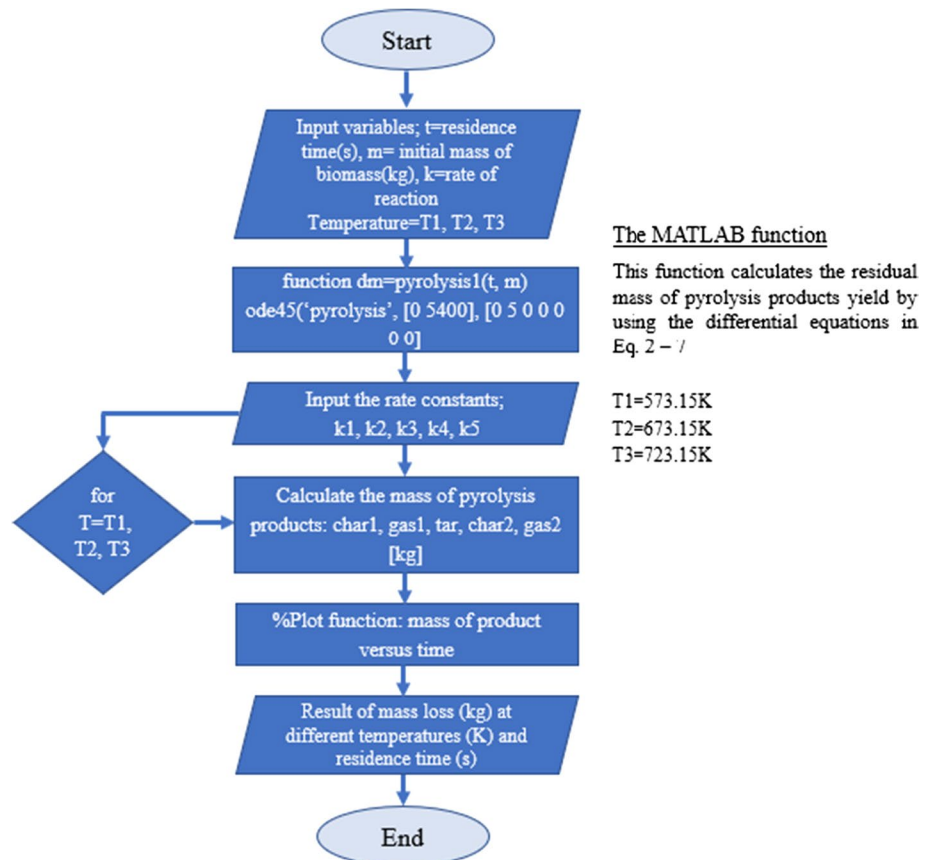 Start
Input variables; t=residence
time(s), m= initial mass of
biomass(kg), k=rate of
reaction
Temperature=T1, T2, T3
function dm=pyrolysis1(t, m)
ode45(‘pyrolysis’, [0 5400], [0 5 0 0 0
0 0]
Input the rate constants;
k1, k2, k3, k4, k5
for
T=T1,
T2, T3
Calculate the mass of pyrolysis
products: char1, gas1, tar, char2, gas2
[kg]
%Plot function: mass of product
versus time
Result of mass loss (kg) at
different temperatures (K) and
residence time (s)
End
The MATLAB function
This function calculates the residual
mass of pyrolysis products yield by
using the differential equations in
Eq. 2 –
T1=573.15K
T2=673.15K
T3=723.15K